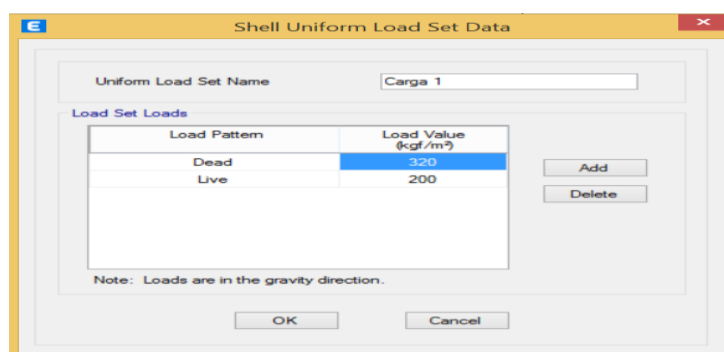 E
Shell Uniform Load Set Data
Uniform Load Set Name
Carga 1
Load Set Loads
Load Pattern
Load Value
(kgf/m²)
Dead
320
Live
200
Add
Delete
Note: Loads are in the gravity direction.
OK
Cancel